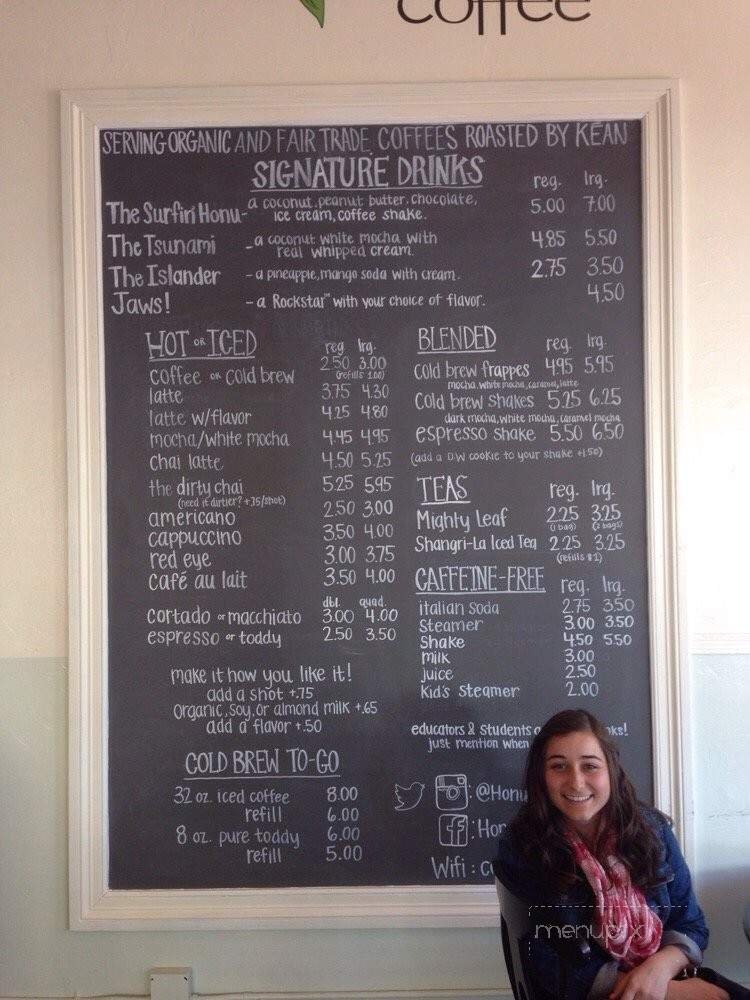 coffee
SERVING ORGANIC AND FAIR TRADE COFFEES ROASTED BY KEAN
SIGNATURE DRINKS
reg. lrg.
The Surfin' Honu - a coconut, peanut butter, chocolate, ice cream, coffee shake. 5.00 7.00
The Tsunami - a coconut white mocha with real whipped cream. 4.85 5.50
The Islander - a pineapple, mango soda with cream. 2.75 3.50
Jaws! - a Rockstar™ with your choice of flavor. 4.50
HOT OR ICED
reg lrg.
coffee OR cold brew 2.50 3.00
(refills 1.00)
latte 3.75 4.30
latte w/flavor 4.25 4.80
mocha/white mocha 4.45 4.95
chai latte 4.50 5.25
the dirty chai 5.25 5.95
(need it dirtier? +.75/shot)
americano 2.50 3.00
cappuccino 3.50 4.00
red eye 3.00 3.75
café au lait 3.50 4.00
dbl. quad.
cortado or macchiato 3.00 4.00
espresso or toddy 2.50 3.50
make it how you like it!
add a shot +.75
organic, soy, or almond milk +.65
add a flavor +.50
COLD BREW TO-GO
32 oz. iced coffee 8.00
refill 6.00
8 oz. pure toddy 6.00
refill 5.00
BLENDED
reg. lrg.
cold brew frappes 4.95 5.95
mocha, white mocha, caramel, latte
cold brew shakes 5.25 6.25
dark mocha, white mocha, caramel mocha
espresso shake 5.50 6.50
(add a D.W cookie to your shake +1.50)
TEAS
reg. lrg.
Mighty Leaf 2.25 3.25
(1 bag) (2 bags)
Shangri-La Iced Tea 2.25 3.25
(refills $1)
CAFFEINE-FREE
reg. lrg.
italian soda 2.75 3.50
Steamer 3.00 3.50
Shake 4.50 5.50
milk 3.00
juice 2.50
Kid's Steamer 2.00
educators & Students
just mention when
: @Honu
f : Hon
Wifi : c
menupix